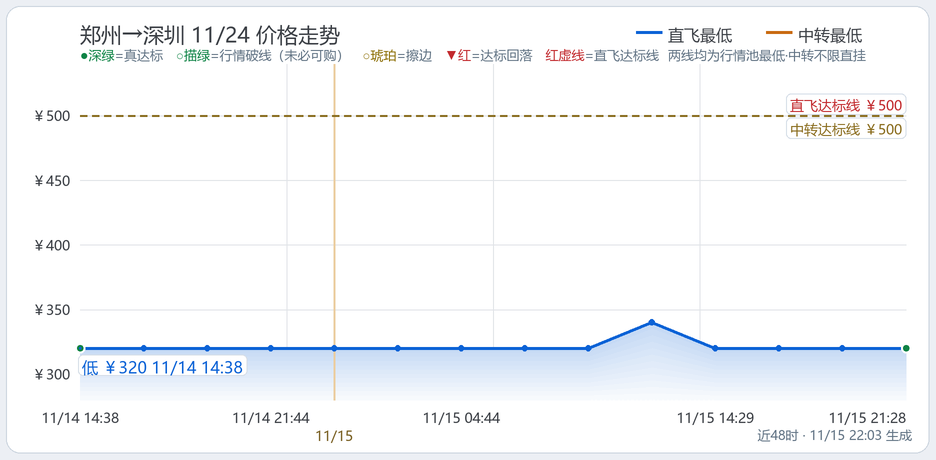 郑州→深圳 11/24 价格走势
直飞最低 中转最低
●深绿=真达标 ○描绿=行情破线（未必可购） ○琥珀=擦边 ▼红=达标回落 红虚线=直飞达标线 两线均为行情池最低·中转不限直挂
直飞达标线 ￥500
中转达标线 ￥500
￥500
￥450
￥400
￥350
￥300
低 ￥320 11/14 14:38
11/14 14:38 11/14 21:44 11/15 04:44 11/15 14:29 11/15 21:28
11/15
近48时 · 11/15 22:03 生成